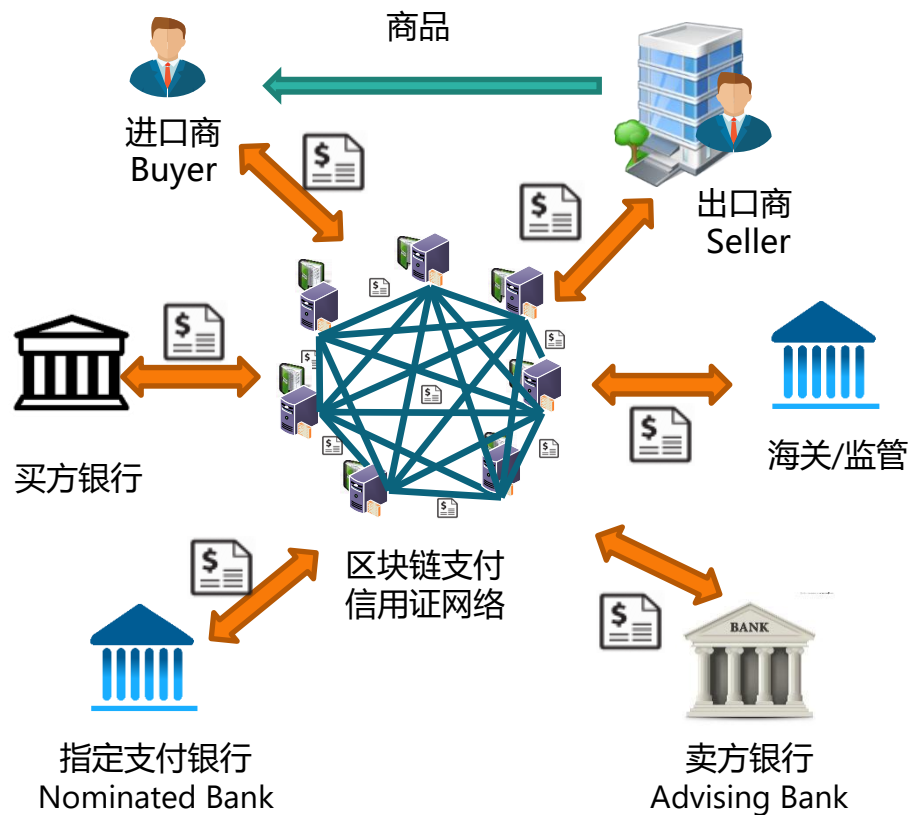 商品
进口商
Buyer
$
$
出口商
Seller
$
买方银行
$
海关/监管
区块链支付
信用证网络
$
$
BANK
指定支付银行
Nominated Bank
卖方银行
Advising Bank